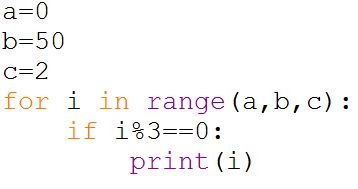 a=0
b=50
c=2
for i in range(a,b,c):
    if i%3==0:
        print(i)